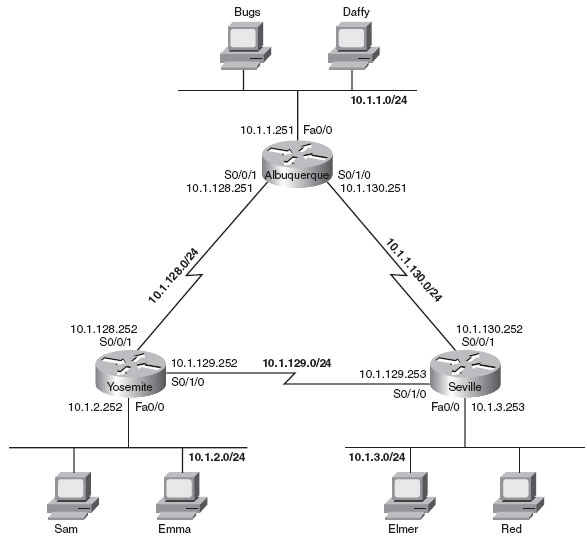 Bugs
Daffy
10.1.1.0/24
10.1.1.251
Fa0/0
S0/0/1
Albuquerque
S0/1/0
10.1.128.251
10.1.130.251
10.1.128.0/24
10.1.1.130.0/24
10.1.128.252
S0/0/1
10.1.130.252
S0/0/1
10.1.129.252
10.1.129.0/24
10.1.129.253
Yosemite
S0/1/0
S0/1/0
Seville
10.1.2.252
Fa0/0
Fa0/0
10.1.3.253
10.1.2.0/24
10.1.3.0/24
Sam
Emma
Elmer
Red